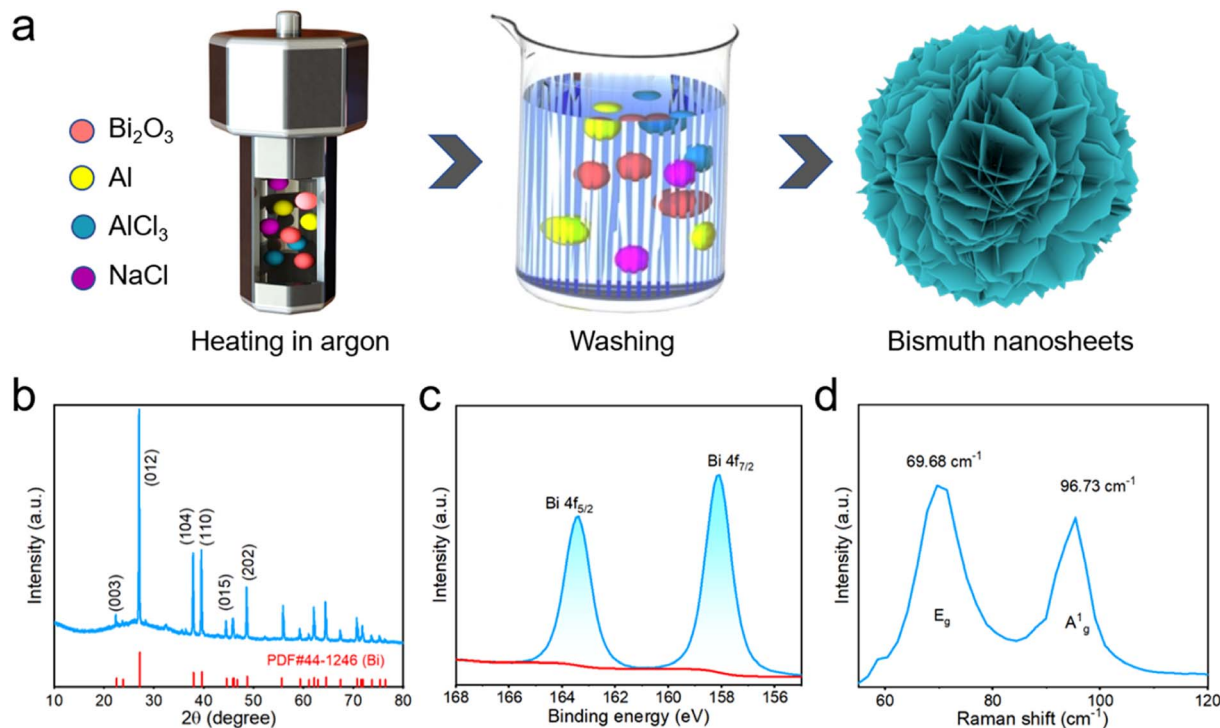 a
Bi₂O₃
Al
AlCl₃
NaCl
Heating in argon
Washing
Bismuth nanosheets
b
Intensity (a.u.)
(003)
(012)
(104)
(110)
(015)
(202)
PDF#44-1246 (Bi)
10 20 30 40 50 60 70 80
2θ (degree)
c
Intensity (a.u.)
Bi 4f₅/₂
Bi 4f₇/₂
168 166 164 162 160 158 156
Binding energy (eV)
d
Intensity (a.u.)
69.68 cm⁻¹
96.73 cm⁻¹
E_g
A¹_g
60 80 100 120
Raman shift (cm⁻¹)